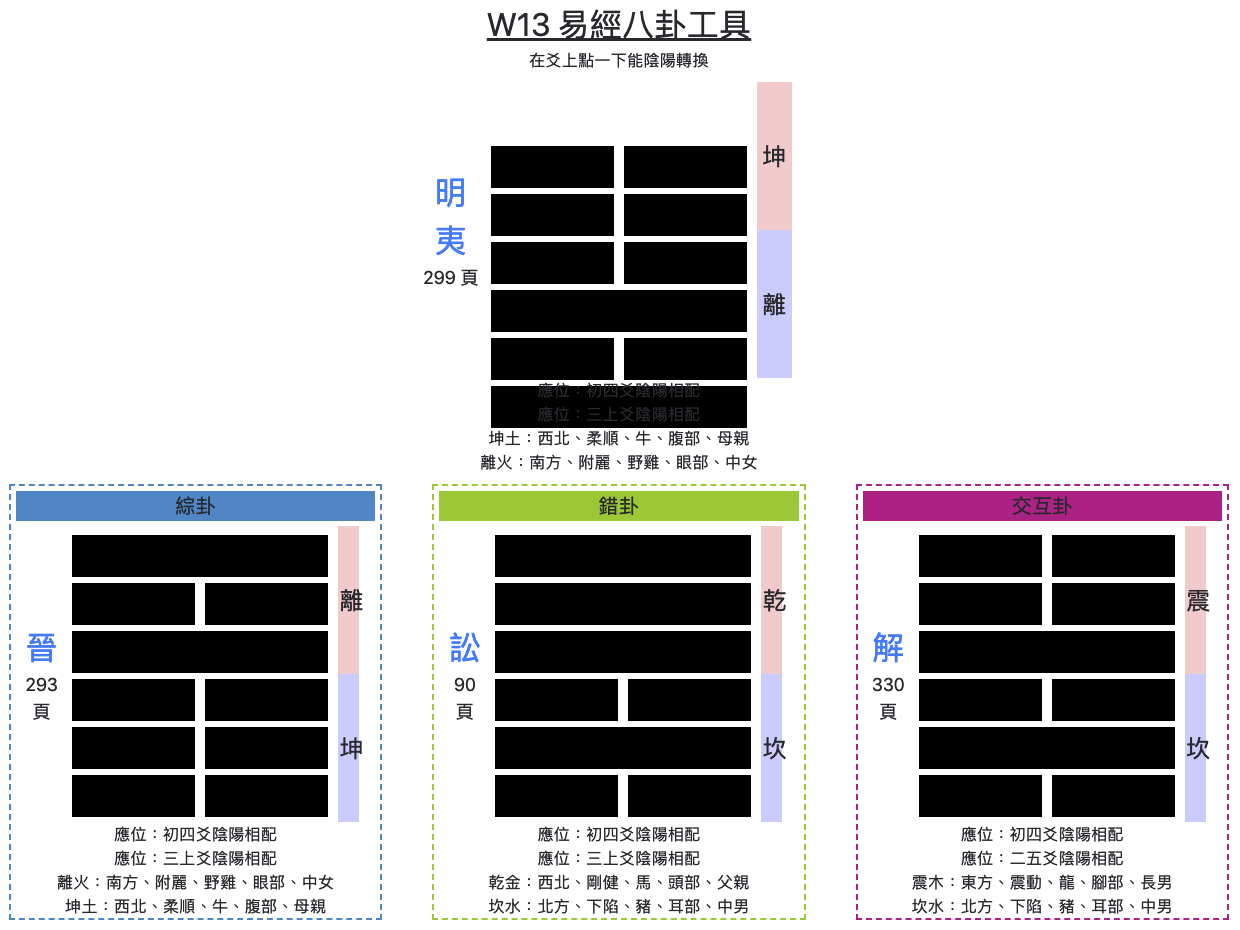 W13 易經八卦工具
在爻上點一下能陰陽轉換
坤
明
夷
299 頁
離
應位：初四爻陰陽相配
應位：三上爻陰陽相配
坤土：西北、柔順、牛、腹部、母親
離火：南方、附麗、野雞、眼部、中女
綜卦
離
晉
293
頁
坤
應位：初四爻陰陽相配
應位：三上爻陰陽相配
離火：南方、附麗、野雞、眼部、中女
坤土：西北、柔順、牛、腹部、母親
錯卦
乾
訟
90
頁
坎
應位：初四爻陰陽相配
應位：三上爻陰陽相配
乾金：西北、剛健、馬、頭部、父親
坎水：北方、下陷、豬、耳部、中男
交互卦
震
解
330
頁
坎
應位：初四爻陰陽相配
應位：二五爻陰陽相配
震木：東方、震動、龍、腳部、長男
坎水：北方、下陷、豬、耳部、中男